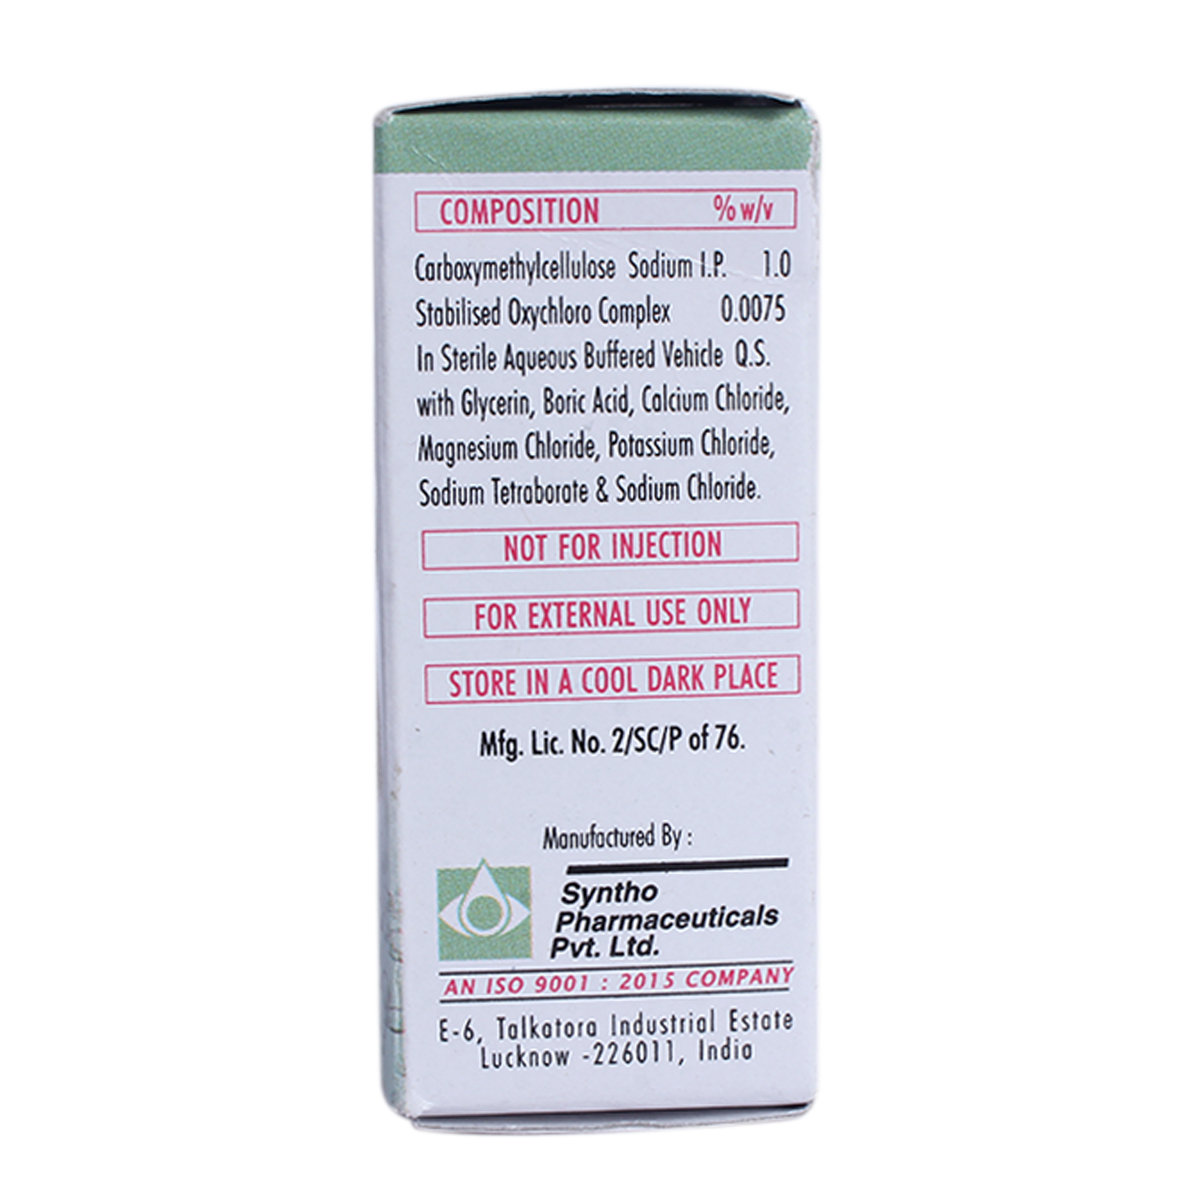 COMPOSITION % w/v
Carboxymethylcellulose Sodium I.P. 1.0
Stabilised Oxychloro Complex 0.0075
In Sterile Aqueous Buffered Vehicle Q.S.
with Glycerin, Boric Acid, Calcium Chloride,
Magnesium Chloride, Potassium Chloride,
Sodium Tetraborate & Sodium Chloride.
NOT FOR INJECTION
FOR EXTERNAL USE ONLY
STORE IN A COOL DARK PLACE
Mfg. Lic. No. 2/SC/P of 76.
Manufactured By :
Syntho
Pharmaceuticals
Pvt. Ltd.
AN ISO 9001 : 2015 COMPANY
E-6, Talkatora Industrial Estate
Lucknow -226011, India